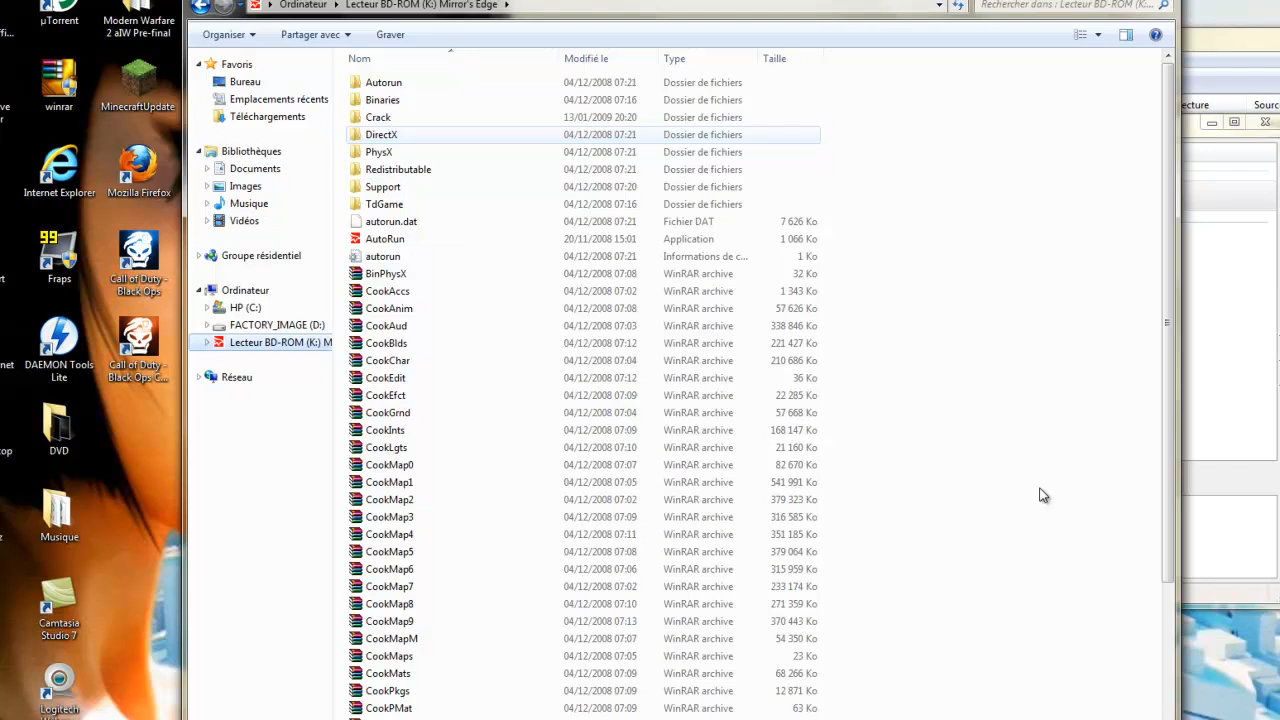 Ordinateur ▸ Lecteur BD-ROM (K:) Mirror's Edge ▸
Rechercher dans : Lecteur BD-ROM (K:...
Organiser Partager avec Graver
Nom Modifié le Type Taille
Favoris
Bureau
Emplacements récents
Téléchargements
Bibliothèques
Documents
Images
Musique
Vidéos
Groupe résidentiel
Ordinateur
HP (C:)
FACTORY_IMAGE (D:)
Lecteur BD-ROM (K:) M
Réseau
Autorun 04/12/2008 07:21 Dossier de fichiers
Binaries 04/12/2008 07:16 Dossier de fichiers
Crack 13/01/2009 20:20 Dossier de fichiers
DirectX 04/12/2008 07:21 Dossier de fichiers
PhysX 04/12/2008 07:21 Dossier de fichiers
Redistributable 04/12/2008 07:21 Dossier de fichiers
Support 04/12/2008 07:20 Dossier de fichiers
TdGame 04/12/2008 07:16 Dossier de fichiers
autorun.dat 04/12/2008 07:21 Fichier DAT 7 626 Ko
AutoRun 20/11/2008 15:01 Application 1 066 Ko
autorun 04/12/2008 07:21 Informations de c... 1 Ko
BinPhysX 04/12/2008 07:08 WinRAR archive 32 Ko
CookAccs 04/12/2008 07:02 WinRAR archive 1 343 Ko
CookAnim 04/12/2008 07:08 WinRAR archive 57 626 Ko
CookAud 04/12/2008 07:03 WinRAR archive 338 846 Ko
CookBlds 04/12/2008 07:12 WinRAR archive 221 427 Ko
CookChar 04/12/2008 07:04 WinRAR archive 210 686 Ko
CookEdit 04/12/2008 07:12 WinRAR archive 36 Ko
CookEfct 04/12/2008 07:09 WinRAR archive 22 285 Ko
CookGrnd 04/12/2008 07:04 WinRAR archive 57 668 Ko
CookInts 04/12/2008 07:09 WinRAR archive 168 147 Ko
CookLgts 04/12/2008 07:10 WinRAR archive 21 160 Ko
CookMap0 04/12/2008 07:07 WinRAR archive 82 670 Ko
CookMap1 04/12/2008 07:05 WinRAR archive 541 991 Ko
CookMap2 04/12/2008 07:02 WinRAR archive 379 323 Ko
CookMap3 04/12/2008 07:09 WinRAR archive 316 585 Ko
CookMap4 04/12/2008 07:11 WinRAR archive 351 185 Ko
CookMap5 04/12/2008 07:08 WinRAR archive 379 064 Ko
CookMap6 04/12/2008 07:06 WinRAR archive 315 959 Ko
CookMap7 04/12/2008 07:05 WinRAR archive 233 174 Ko
CookMap8 04/12/2008 07:10 WinRAR archive 271 359 Ko
CookMap9 04/12/2008 07:13 WinRAR archive 370 443 Ko
CookMapM 04/12/2008 07:07 WinRAR archive 54 350 Ko
CookMaps 04/12/2008 07:05 WinRAR archive 23 Ko
CookMats 04/12/2008 07:08 WinRAR archive 68 266 Ko
CookPkgs 04/12/2008 07:09 WinRAR archive 12 871 Ko
CookPMat 04/12/2008 07:09 WinRAR archive 63 Ko
µTorrent
Modern Warfare
2 aIW Pre-final
winrar
MinecraftUpdate
Internet Explorer
Mozilla Firefox
99
Fraps
Call of Duty -
Black Ops
DAEMON Tools
Lite
Call of Duty -
Black Ops C...
DVD
Musique
Camtasia
Studio 7
Logitech
ecture Sourc